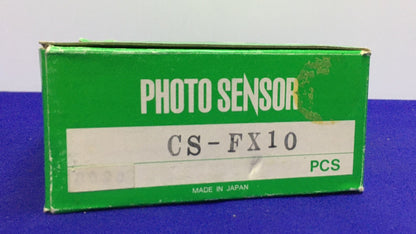 PHOTO SENSOR
CS-FX10
PCS
MADE IN JAPAN